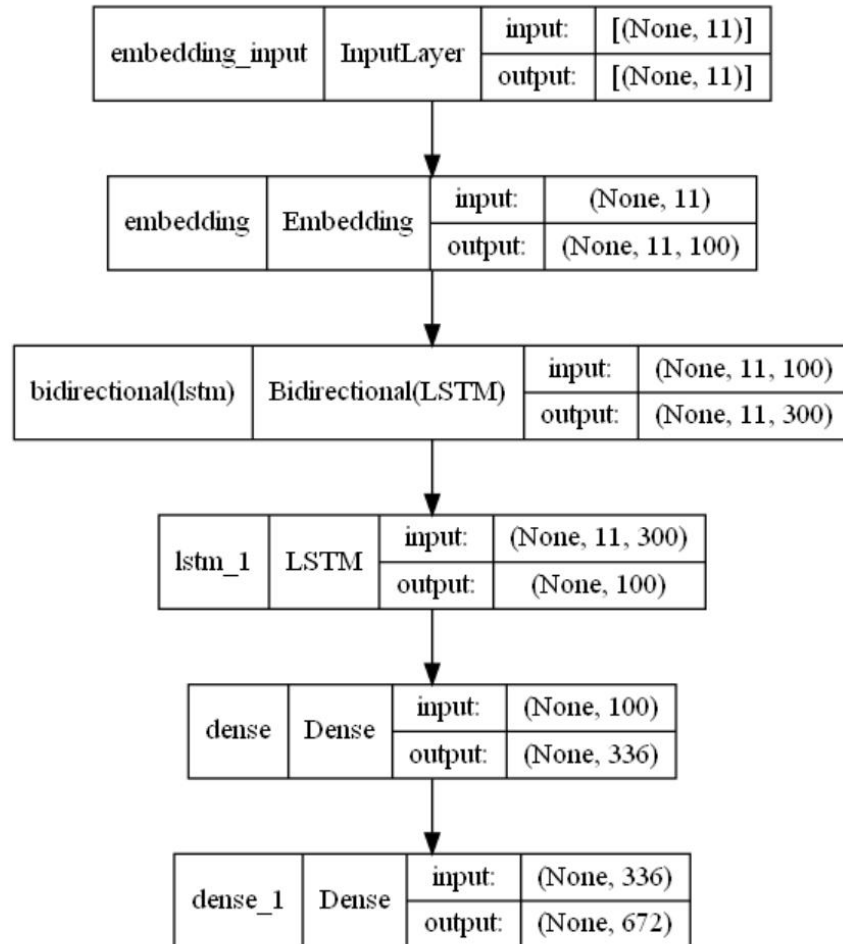 embedding_input InputLayer input: [(None, 11)]
output: [(None, 11)]
embedding Embedding input: (None, 11)
output: (None, 11, 100)
bidirectional(lstm) Bidirectional(LSTM) input: (None, 11, 100)
output: (None, 11, 300)
lstm_1 LSTM input: (None, 11, 300)
output: (None, 100)
dense Dense input: (None, 100)
output: (None, 336)
dense_1 Dense input: (None, 336)
output: (None, 672)